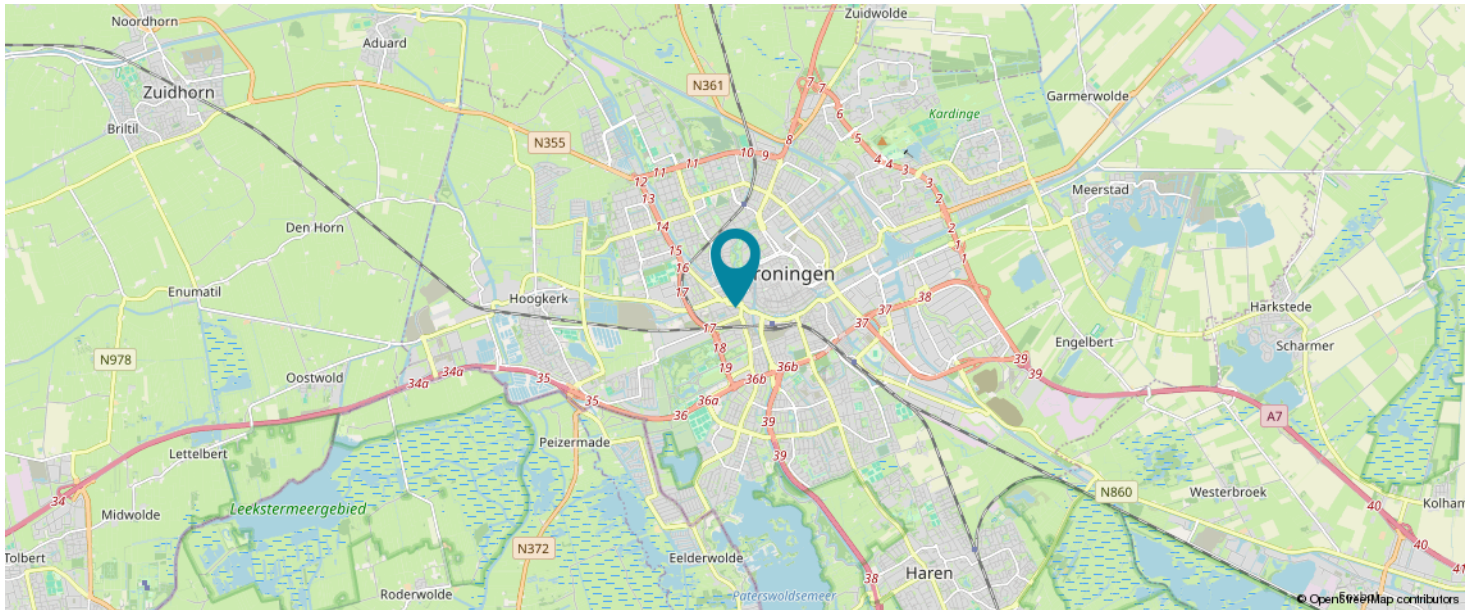 Zuidwolde
Noordhorn
Aduard
Zuidhorn
N361
7
7
6
Garmerwolde
Kardinge
Briltil
N355
8
5
10
9
11
11
4
4
3
12
3
13
2
Meerstad
14
2
Den Horn
15
1
1
16
roningen
17
Enumatil
Hoogkerk
38
37
Harkstede
17
37
18
Engelbert
Scharmer
N978
19
36b
39
Oostwold
34a
34a
35
36b
39
35
36a
36
A7
39
Peizermade
Lettelbert
39
34
Leekstermeergebied
N860
Westerbroek
40
Kolham
Midwolde
N372
40
Tolbert
Eelderwolde
41
38
Haren
Roderwolde
Paterswoldsemeer
© OpenStreetMap contributors